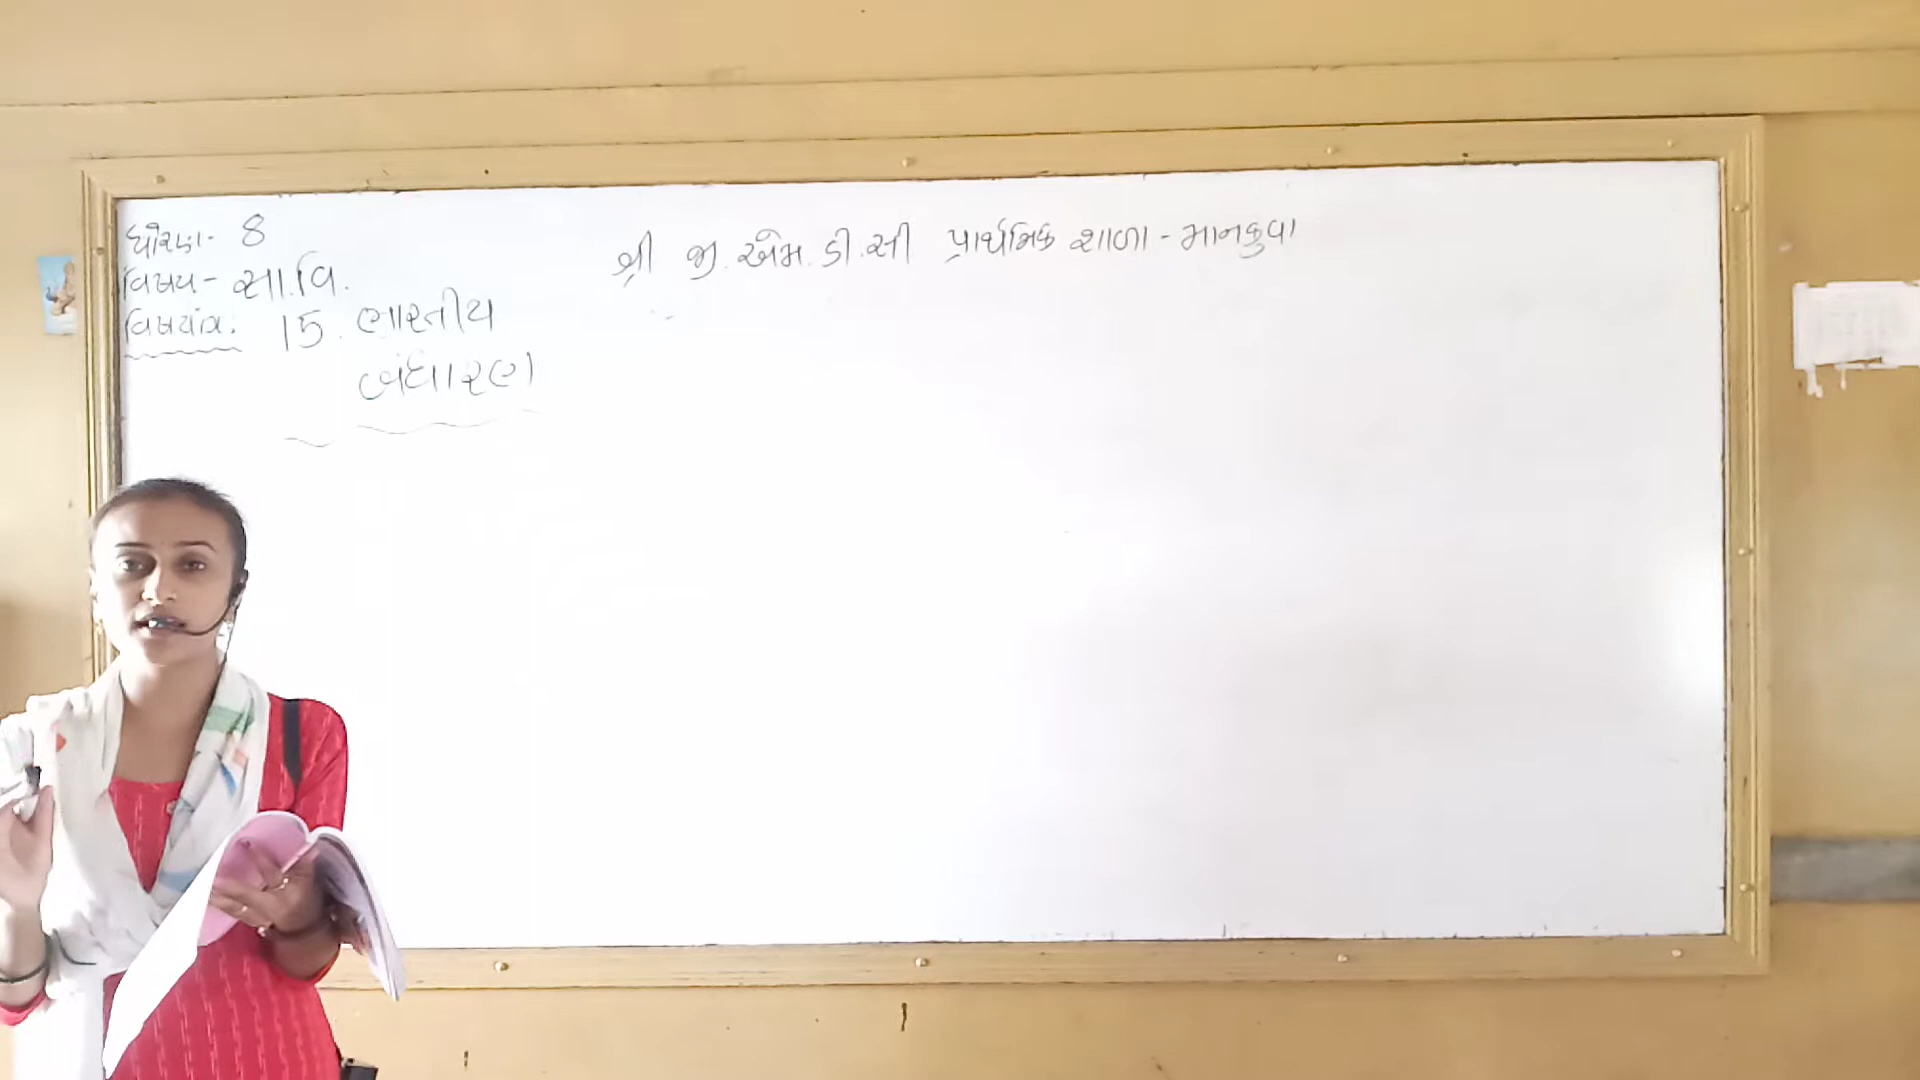 ધોરણ - 8
વિષય - સા.વિ.
વિષયાંગ : 15. ભારતીય
બંધારણ
શ્રી જી.એમ.ડી.સી પ્રાર્થમિક શાળા - માનકુવા